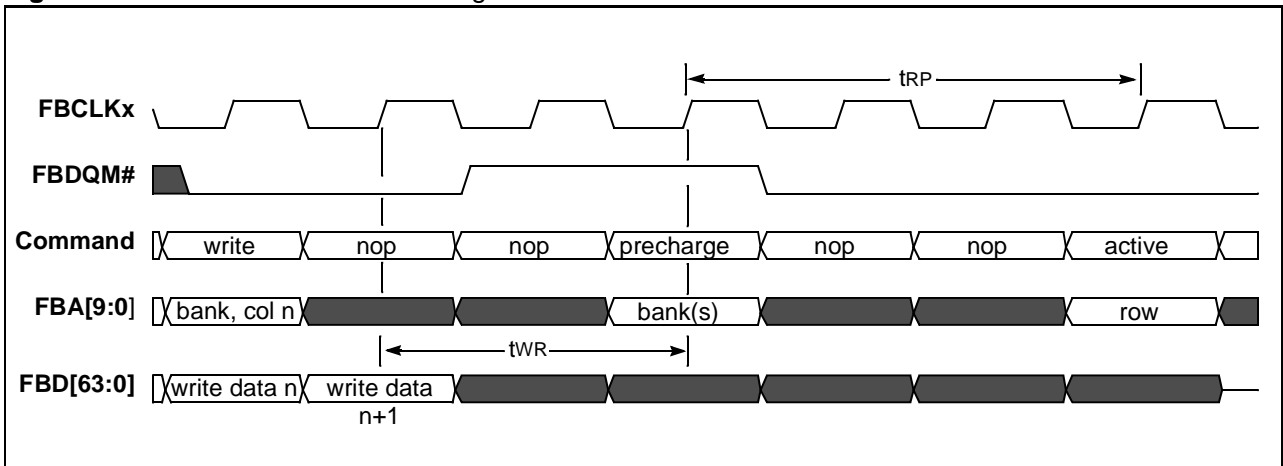 tRP
FBCLKx
FBDQM#
Command write nop nop precharge nop nop active
FBA[9:0] bank, col n bank(s) row
tWR
FBD[63:0] write data n write data
n+1